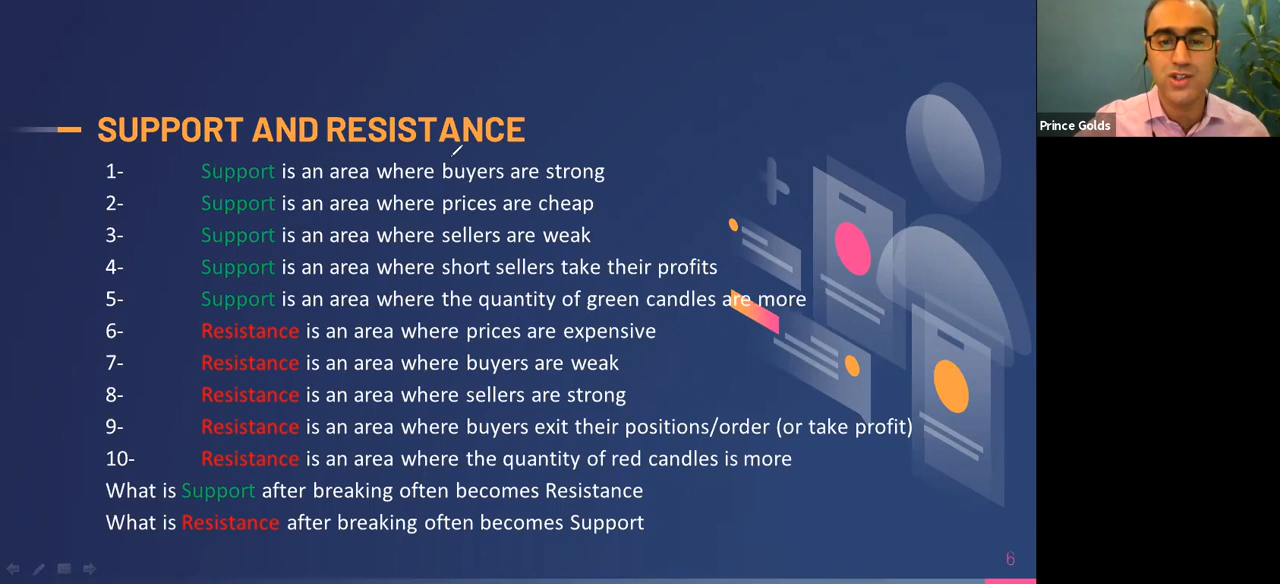 SUPPORT AND RESISTANCE
1- Support is an area where buyers are strong
2- Support is an area where prices are cheap
3- Support is an area where sellers are weak
4- Support is an area where short sellers take their profits
5- Support is an area where the quantity of green candles are more
6- Resistance is an area where prices are expensive
7- Resistance is an area where buyers are weak
8- Resistance is an area where sellers are strong
9- Resistance is an area where buyers exit their positions/order (or take profit)
10- Resistance is an area where the quantity of red candles is more
What is Support after breaking often becomes Resistance
What is Resistance after breaking often becomes Support
6
Prince Golds